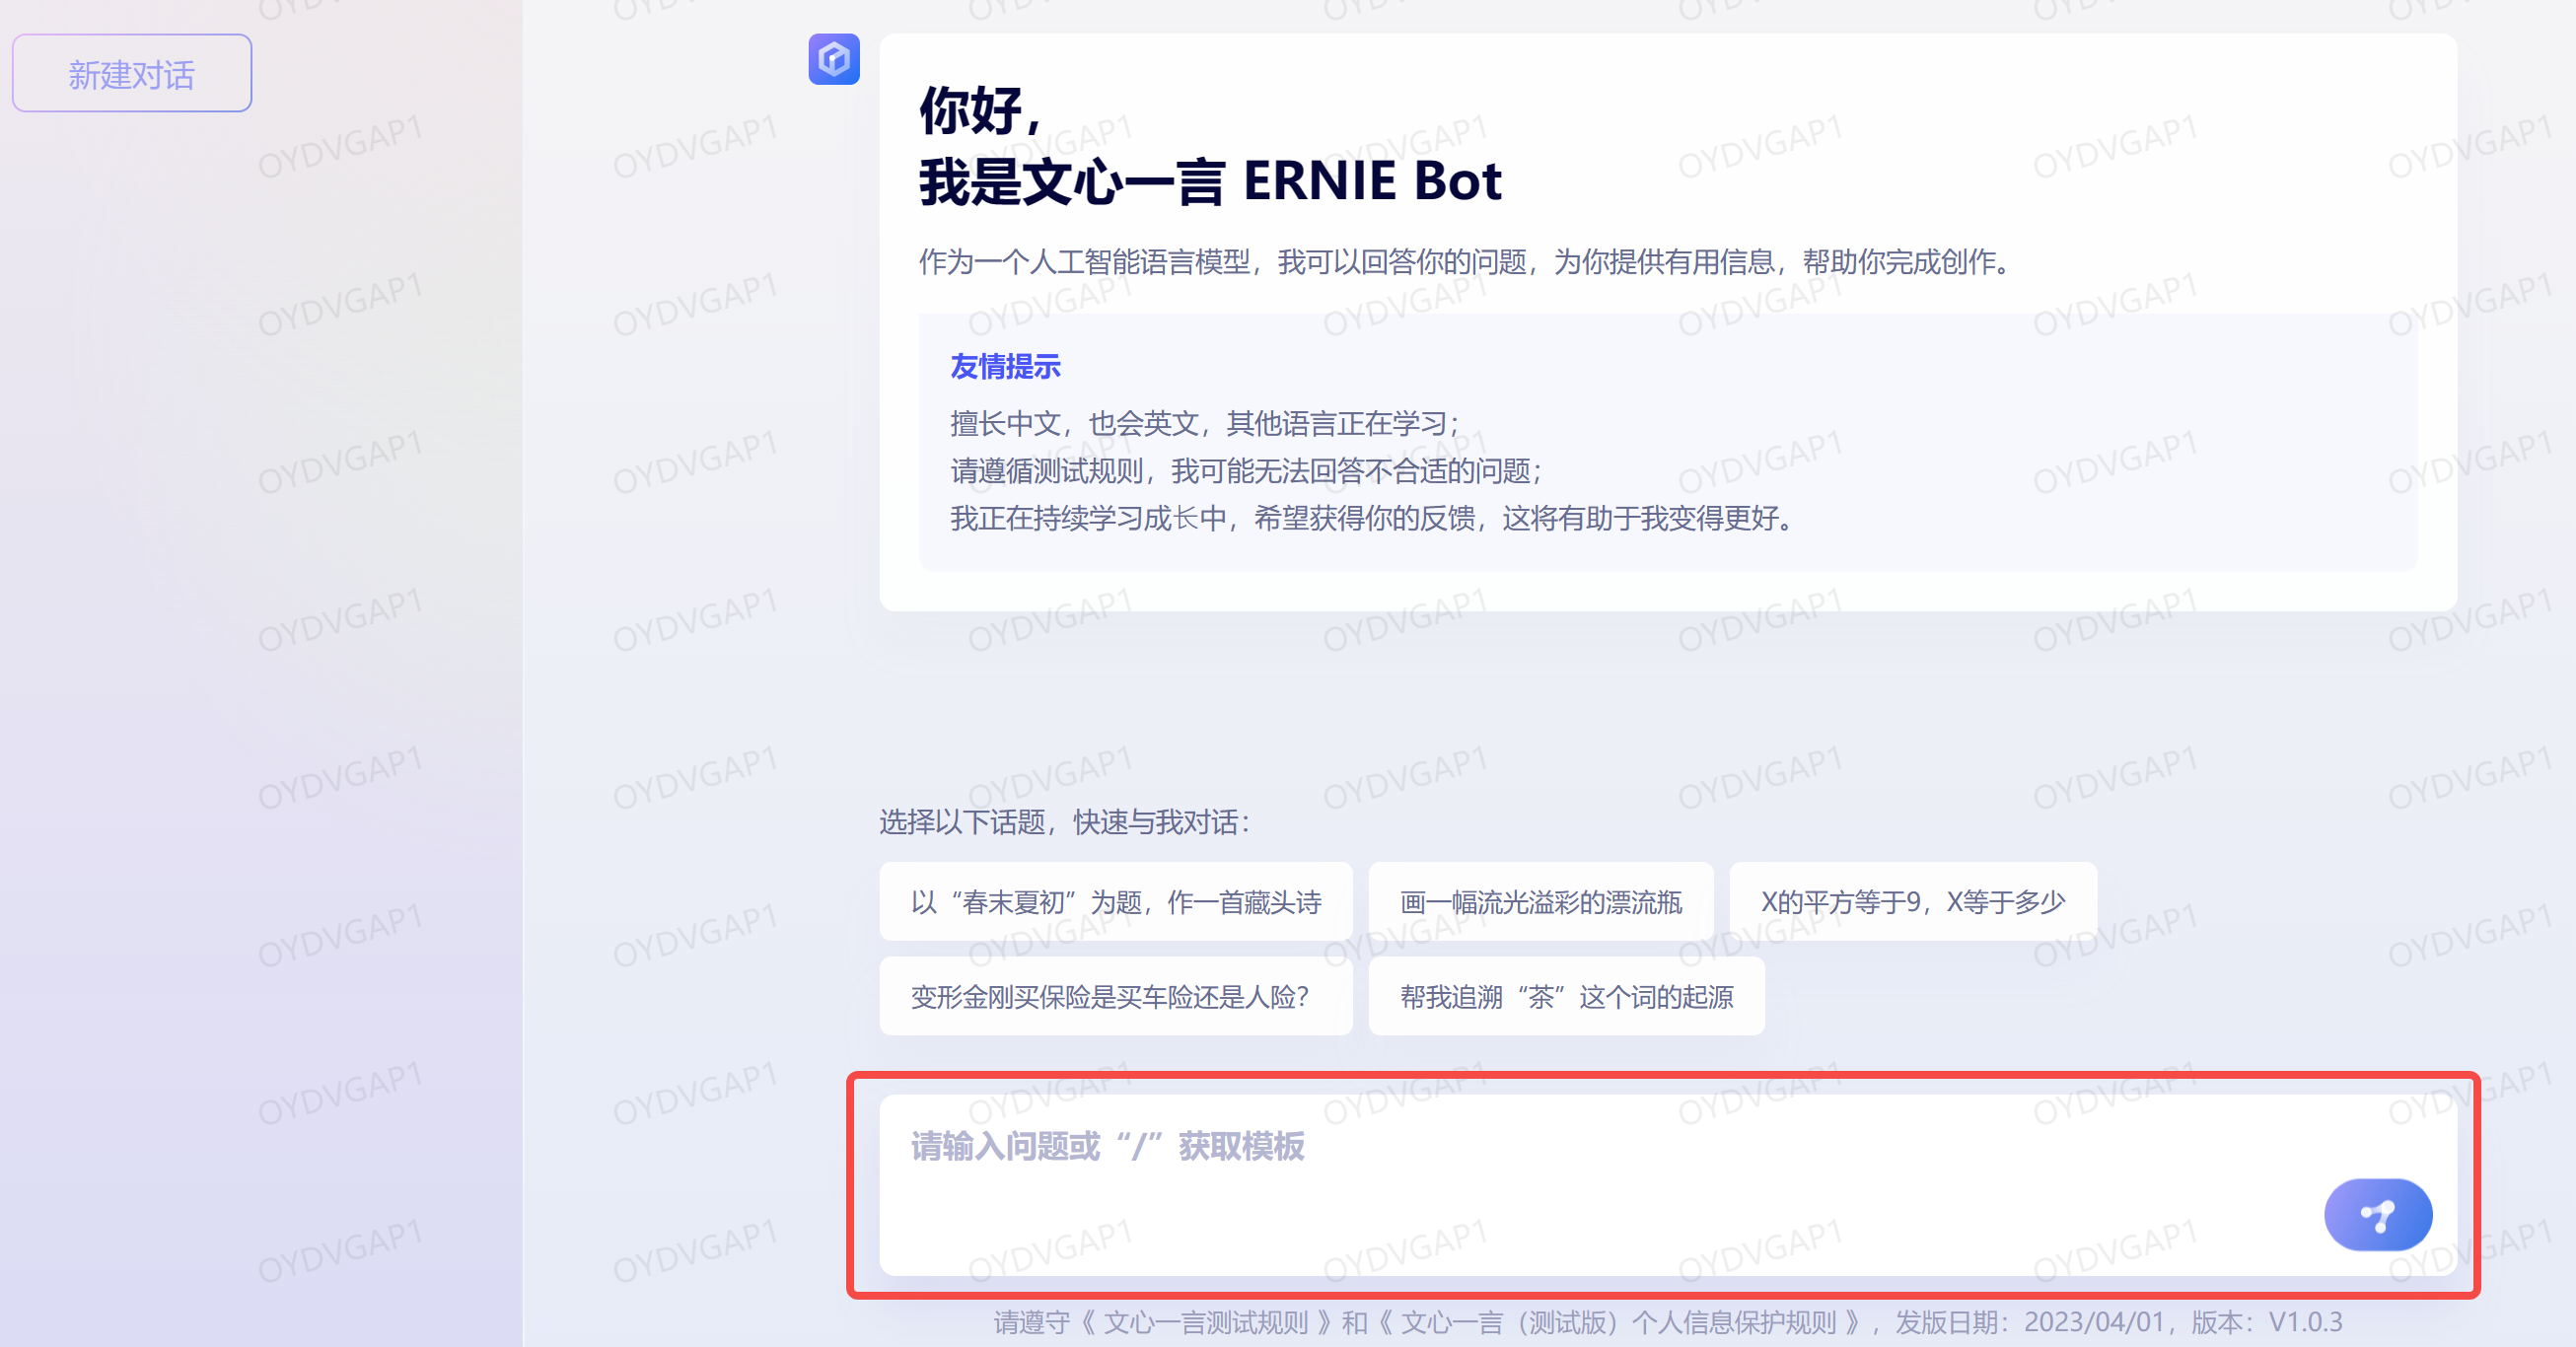 新建对话
你好，
我是文心一言 ERNIE Bot
作为一个人工智能语言模型，我可以回答你的问题，为你提供有用信息，帮助你完成创作。
友情提示
擅长中文，也会英文，其他语言正在学习；
请遵循测试规则，我可能无法回答不合适的问题；
我正在持续学习成长中，希望获得你的反馈，这将有助于我变得更好。
选择以下话题，快速与我对话：
以“春末夏初”为题，作一首藏头诗
画一幅流光溢彩的漂流瓶
X的平方等于9，X等于多少
变形金刚买保险是买车险还是人险？
帮我追溯“茶”这个词的起源
请输入问题或“/”获取模板
请遵守《 文心一言测试规则 》和《 文心一言（测试版）个人信息保护规则 》，发版日期：2023/04/01，版本：V1.0.3
OYDVGAP1